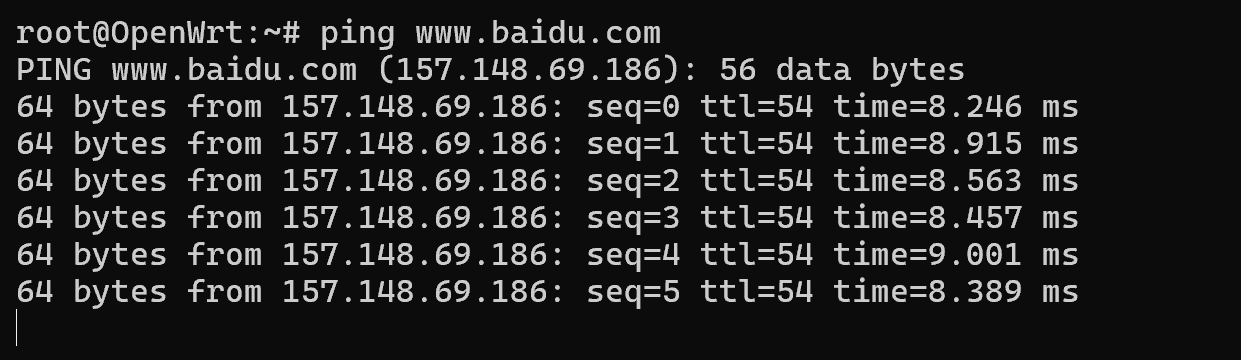 root@OpenWrt:~# ping www.baidu.com
PING www.baidu.com (157.148.69.186): 56 data bytes
64 bytes from 157.148.69.186: seq=0 ttl=54 time=8.246 ms
64 bytes from 157.148.69.186: seq=1 ttl=54 time=8.915 ms
64 bytes from 157.148.69.186: seq=2 ttl=54 time=8.563 ms
64 bytes from 157.148.69.186: seq=3 ttl=54 time=8.457 ms
64 bytes from 157.148.69.186: seq=4 ttl=54 time=9.001 ms
64 bytes from 157.148.69.186: seq=5 ttl=54 time=8.389 ms